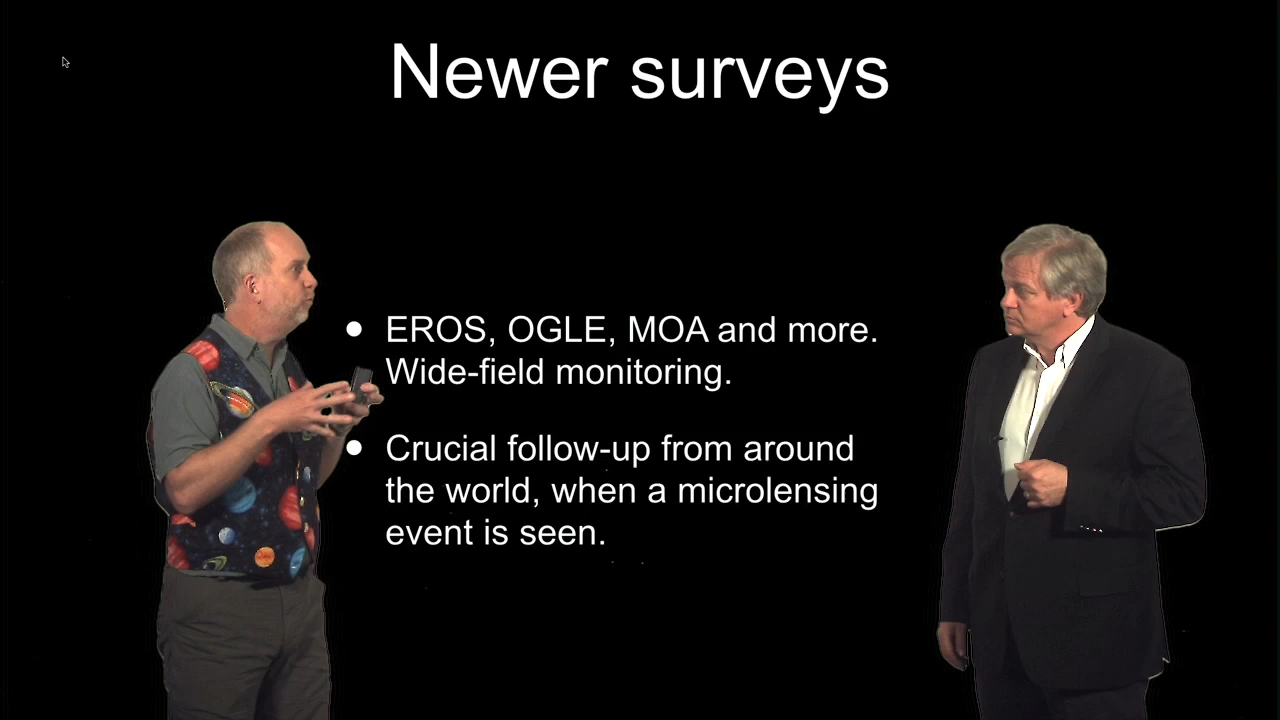 Newer surveys
● EROS, OGLE, MOA and more.
Wide-field monitoring.
● Crucial follow-up from around
the world, when a microlensing
event is seen.